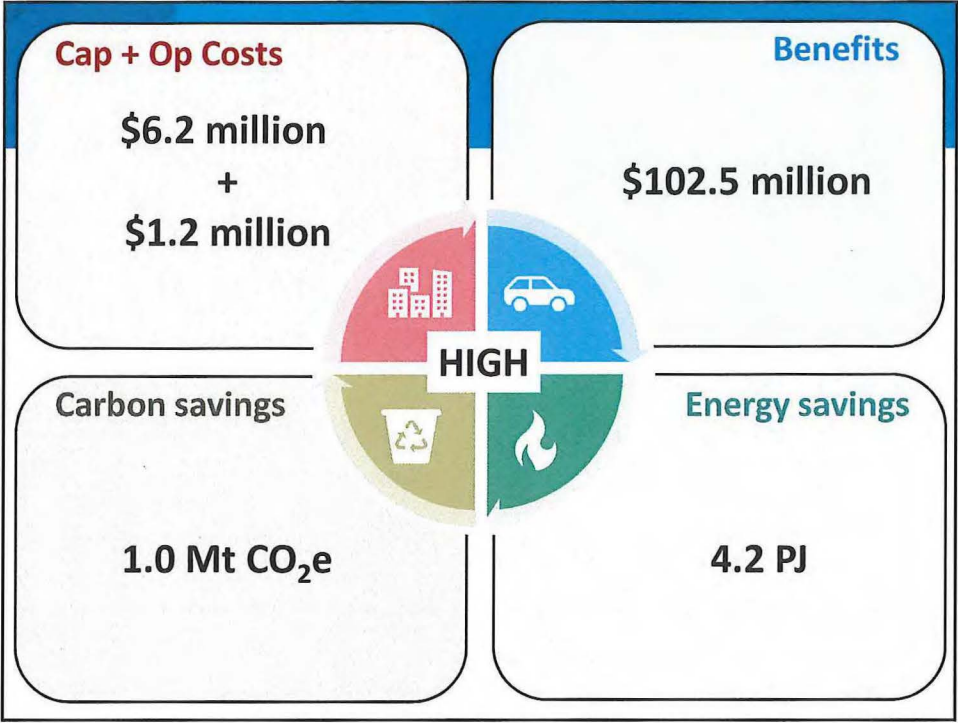 Cap + Op Costs
$6.2 million
+
$1.2 million
Benefits
$102.5 million
HIGH
Carbon savings
1.0 Mt CO₂e
Energy savings
4.2 PJ